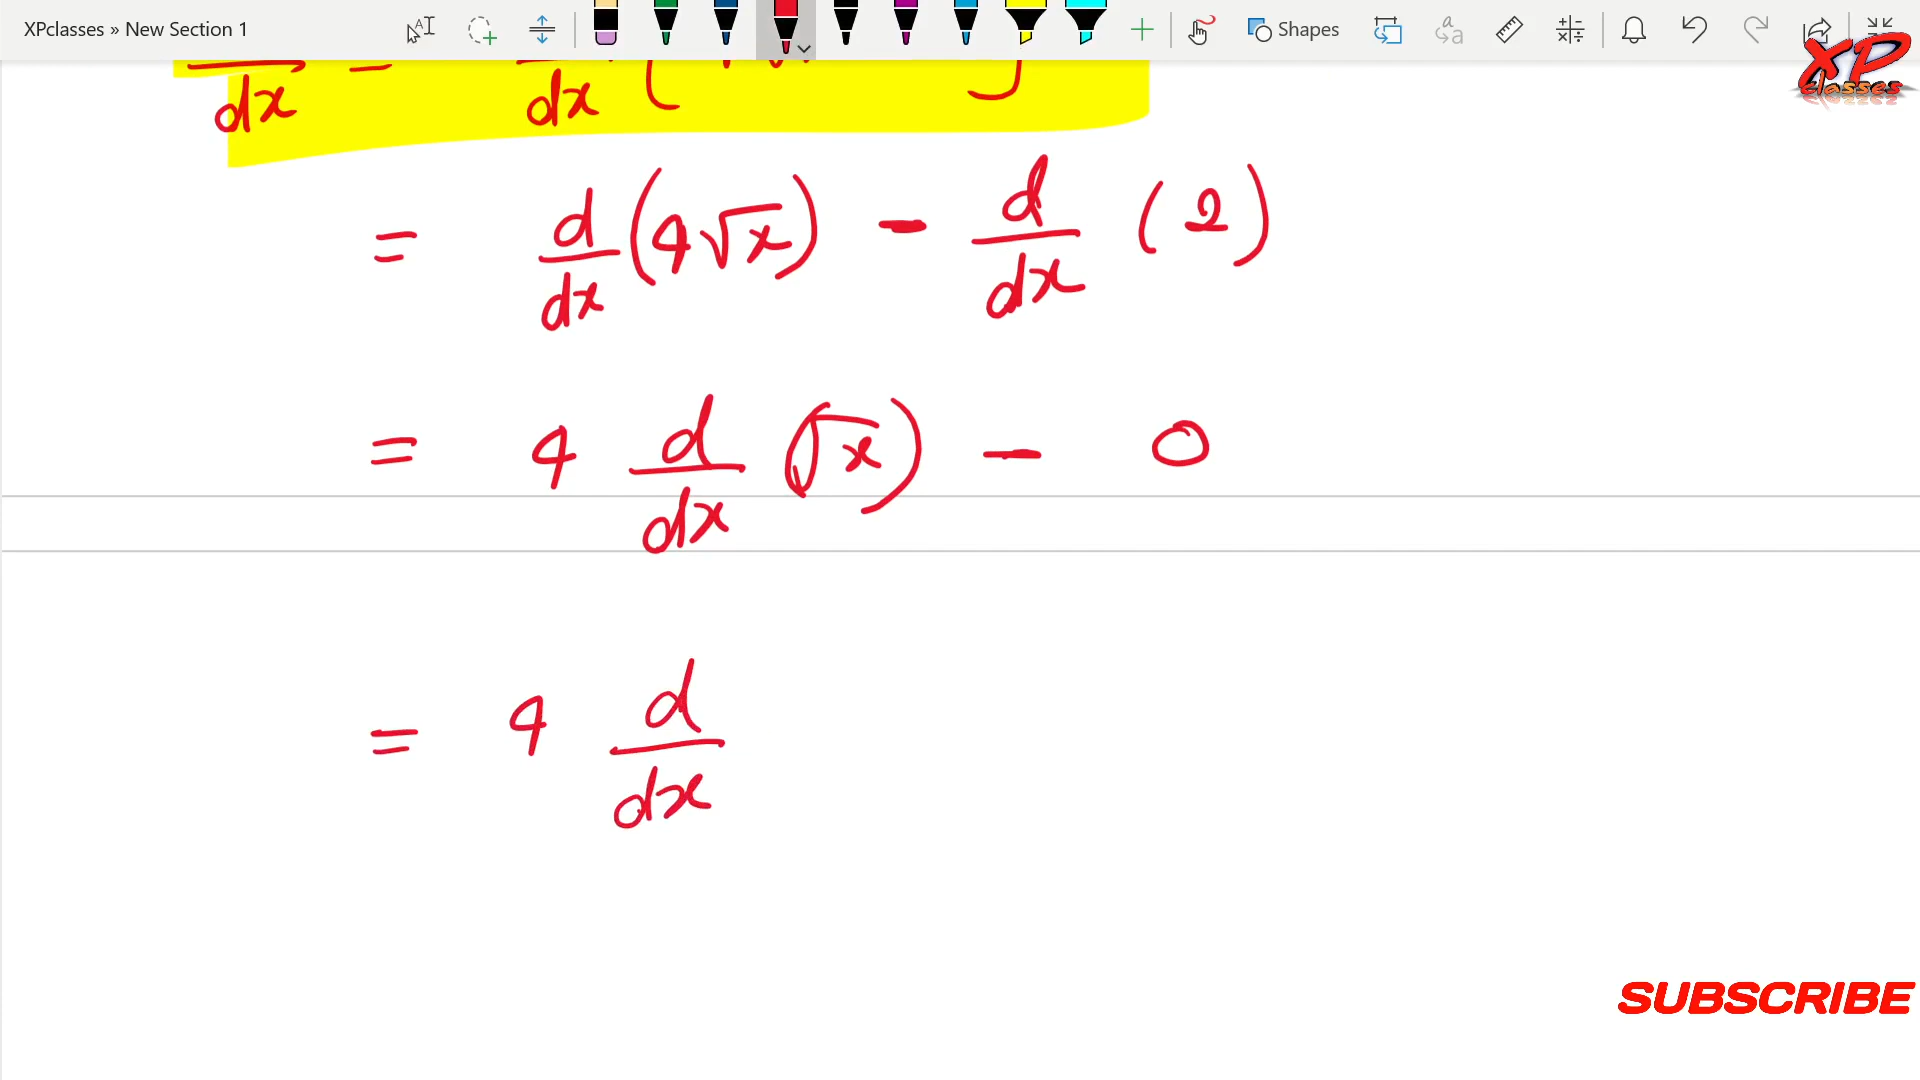 XPclasses » New Section 1
Shapes
XP
classes
dx = dx (
= d/dx (4√x) - d/dx (2)
= 4 d/dx (√x) - 0
= 4 d/dx
SUBSCRIBE